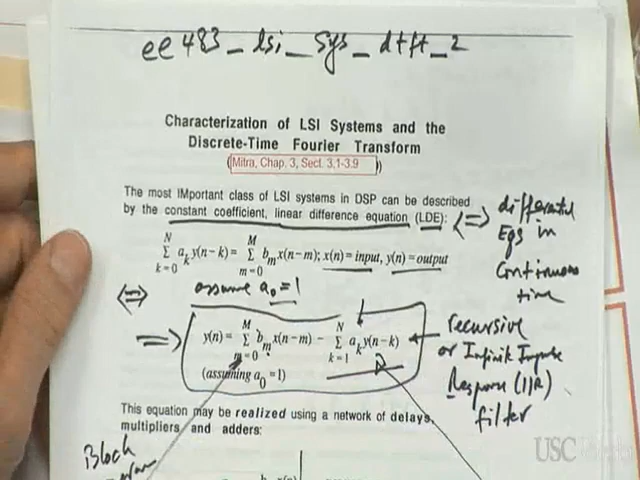 ee483_lsi_sys_dtft_2
Characterization of LSI Systems and the
Discrete-Time Fourier Transform
(Mitra, Chap. 3, Sect. 3.1-3.9)
The most IMportant class of LSI systems in DSP can be described
by the constant coefficient, linear difference equation (LDE):
⇔ differential
Eqs in
Continuous
time
N Σ k=0 a_k y(n−k) = M Σ m=0 b_m x(n−m); x(n)=input, y(n)=output
⇔ assume a_0 = 1
⇒ y(n) = M Σ m=0 b_m x(n−m) − N Σ k=1 a_k y(n−k)
(assuming a_0 = 1)
← recursive
or Infinite Impulse
Response (IIR)
filter
This equation may be realized using a network of delays,
multipliers and adders:
Block
USC